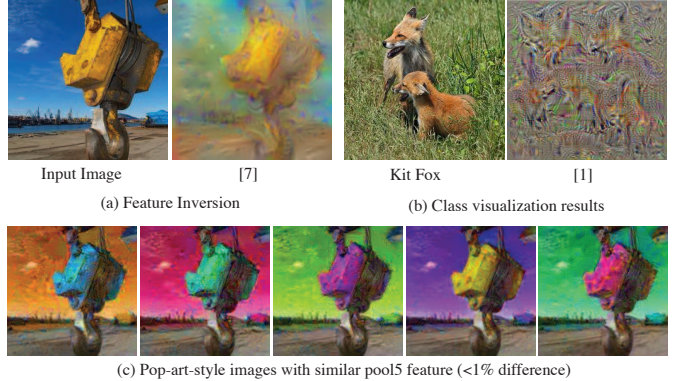 Input Image
[7]
Kit Fox
[1]
(a) Feature Inversion
(b) Class visualization results
(c) Pop-art-style images with similar pool5 feature (<1% difference)